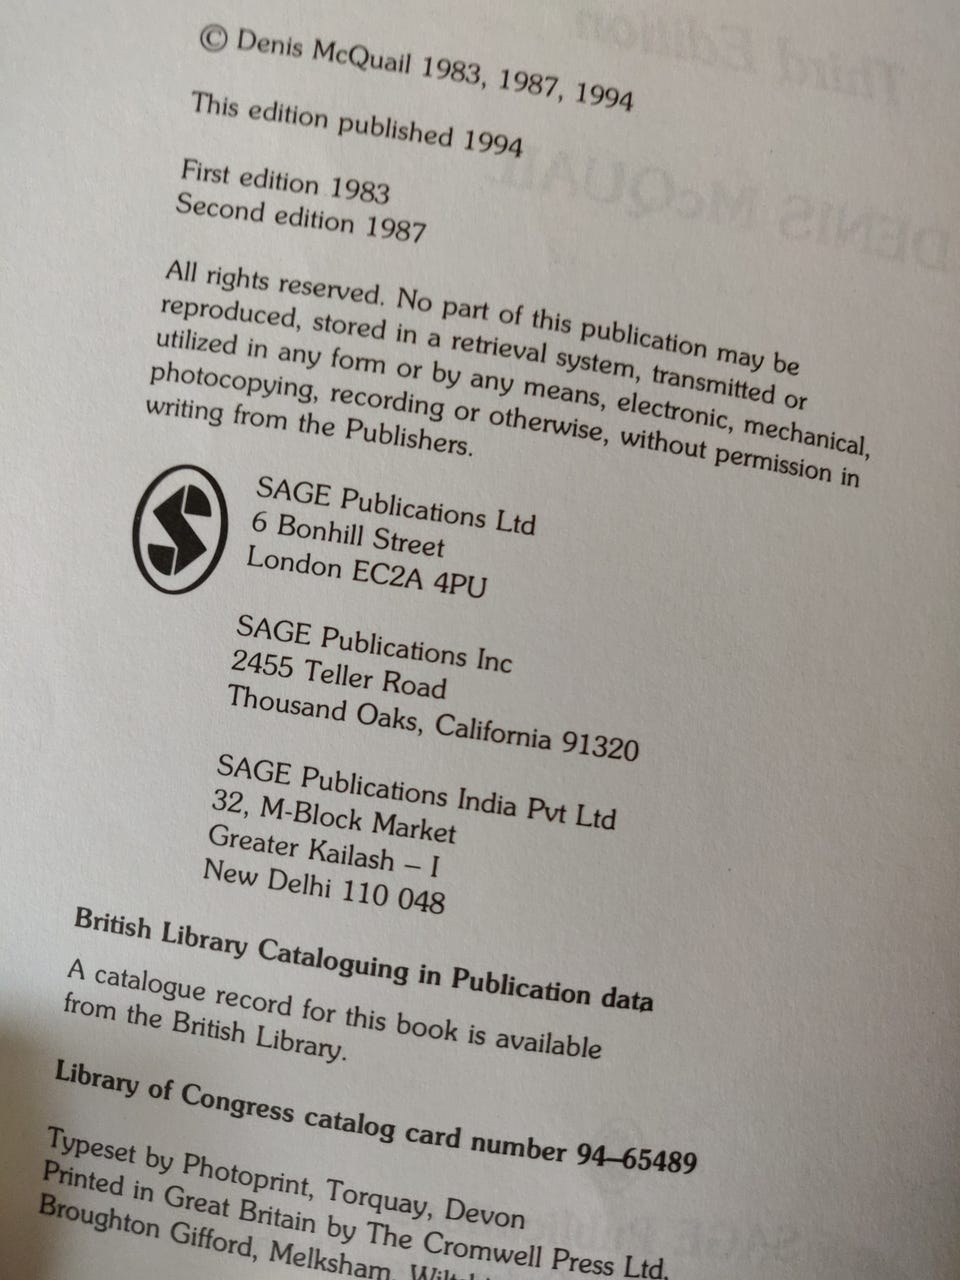 © Denis McQuail 1983, 1987, 1994
This edition published 1994
First edition 1983
Second edition 1987
All rights reserved. No part of this publication may be
reproduced, stored in a retrieval system, transmitted or
utilized in any form or by any means, electronic, mechanical,
photocopying, recording or otherwise, without permission in
writing from the Publishers.
SAGE Publications Ltd
6 Bonhill Street
London EC2A 4PU
SAGE Publications Inc
2455 Teller Road
Thousand Oaks, California 91320
SAGE Publications India Pvt Ltd
32, M-Block Market
Greater Kailash – I
New Delhi 110 048
British Library Cataloguing in Publication data
A catalogue record for this book is available
from the British Library.
Library of Congress catalog card number 94–65489
Typeset by Photoprint, Torquay, Devon
Printed in Great Britain by The Cromwell Press Ltd,
Broughton Gifford, Melksham,
Third Edition
DENIS McQUAIL
SAGE Publications